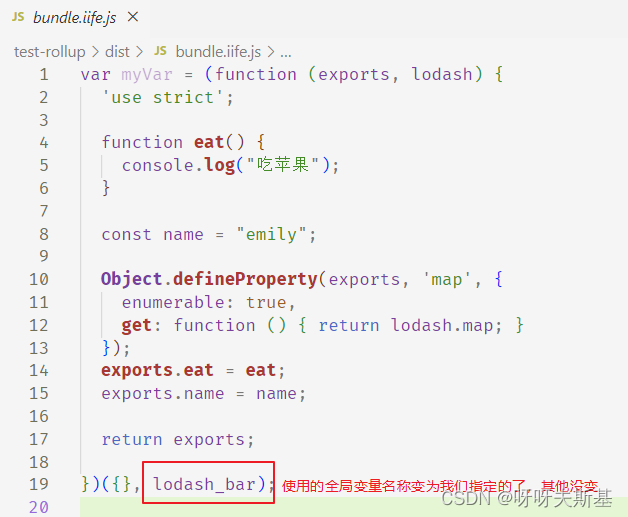 JS bundle.iife.js ×
test-rollup > dist > JS bundle.iife.js > ...
1 var myVar = (function (exports, lodash) {
2 'use strict';
3
4 function eat() {
5 console.log("吃苹果");
6 }
7
8 const name = "emily";
9
10 Object.defineProperty(exports, 'map', {
11 enumerable: true,
12 get: function () { return lodash.map; }
13 });
14 exports.eat = eat;
15 exports.name = name;
16
17 return exports;
18
19 })({}, lodash_bar); 使用的全局变量名称变为我们指定的了,其他没变
20
CSDN @呀呀夫斯基